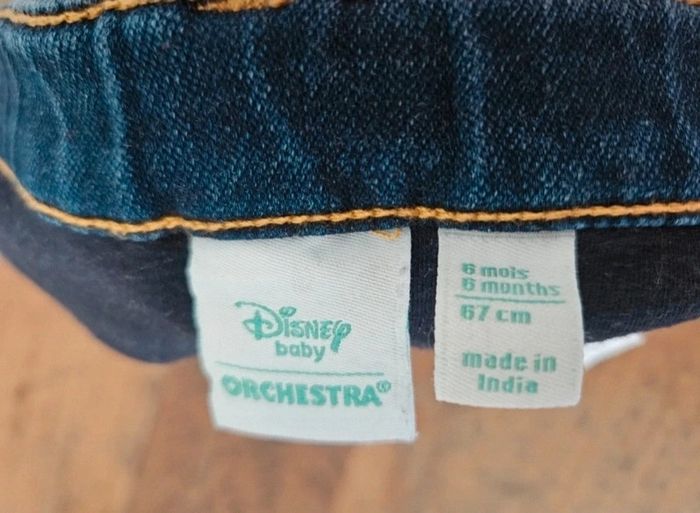 Disney
baby
ORCHESTRA®
6 mois
6 months
67 cm
made in
India